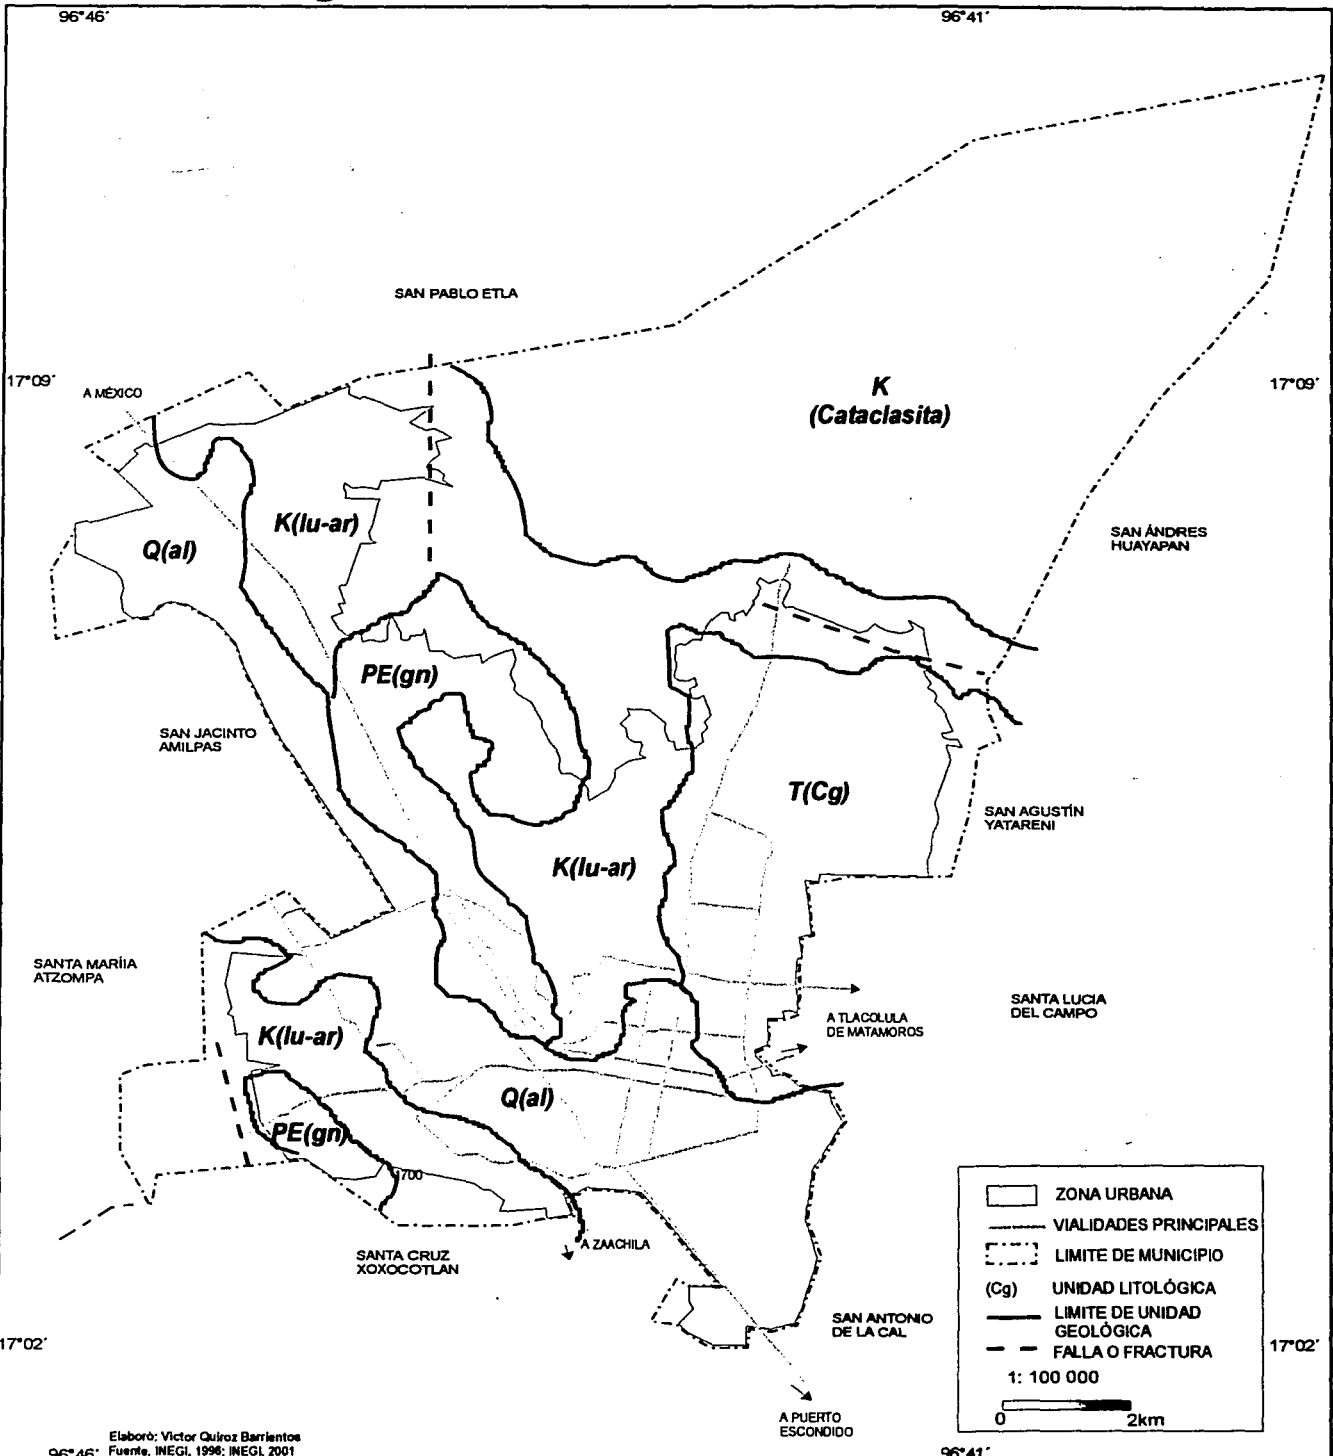 96°46'
96°41'
SAN PABLO ETLA
17°09'
17°09'
A MÉXICO
K
(Cataclasita)
K(lu-ar)
Q(al)
SAN ÁNDRES
HUAYAPAN
PE(gn)
SAN JACINTO
AMILPAS
T(Cg)
SAN AGUSTÍN
YATARENI
K(lu-ar)
SANTA MARÍIA
ATZOMPA
SANTA LUCIA
DEL CAMPO
A TLACOLULA
DE MATAMOROS
K(lu-ar)
Q(al)
PE(gn)
1700
A ZAACHILA
SANTA CRUZ
XOXOCOTLAN
SAN ANTONIO
DE LA CAL
ZONA URBANA
VIALIDADES PRINCIPALES
LIMITE DE MUNICIPIO
(Cg) UNIDAD LITOLÓGICA
LIMITE DE UNIDAD
GEOLÓGICA
FALLA O FRACTURA
1: 100 000
0 2km
17°02'
17°02'
A PUERTO
ESCONDIDO
Elaboró: Víctor Quiroz Barrientos
Fuente, INEGI, 1996; INEGI, 2001
96°46'
96°41'